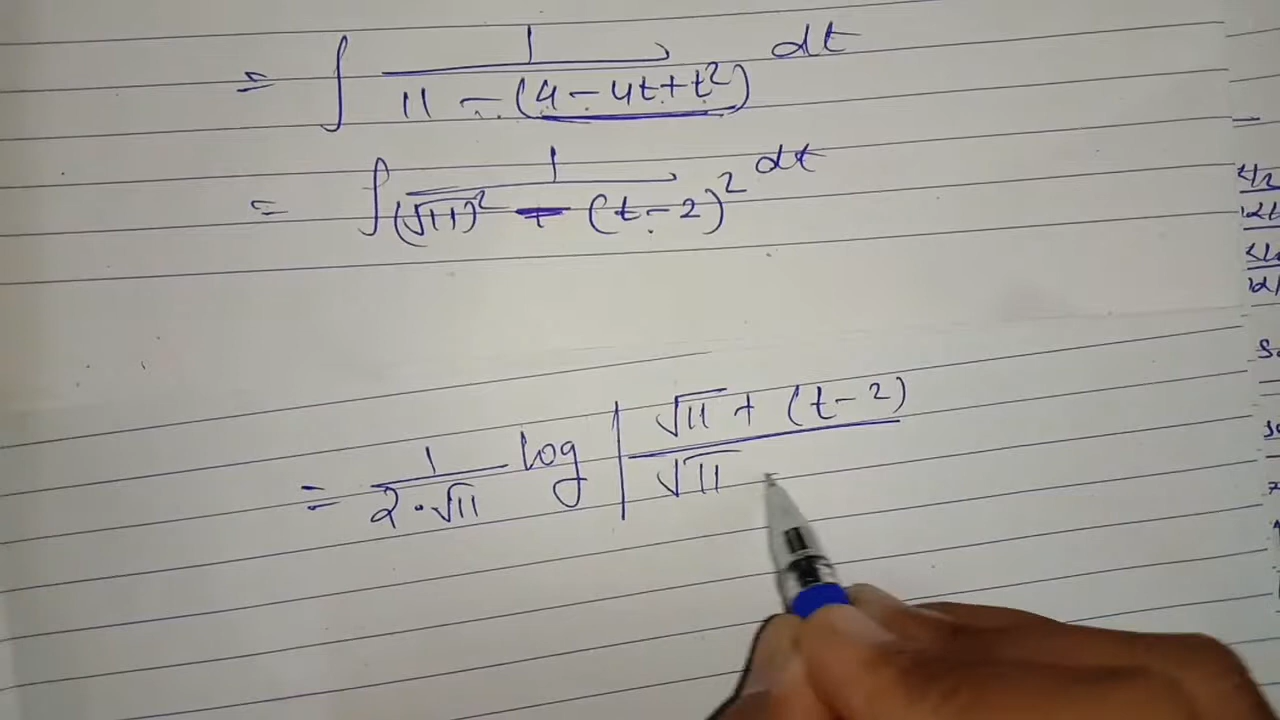 = ∫ 1 / 11 - (4 - 4t + t²) dt
= ∫ 1 / (√11)² - (t - 2)² dt
= 1 / 2·√11 log | √11 + (t - 2) / √11